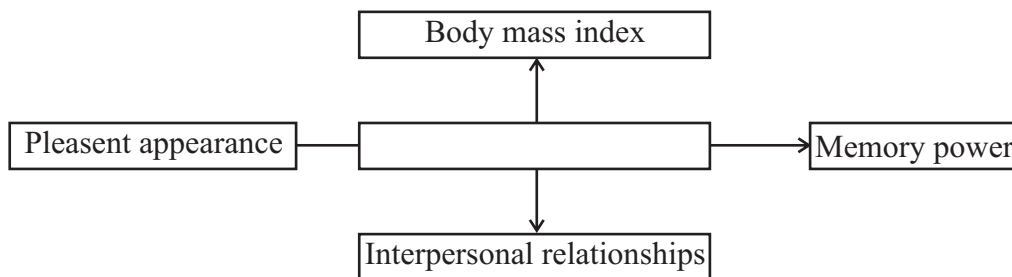 Body mass index
Pleasent appearance
Memory power
Interpersonal relationships